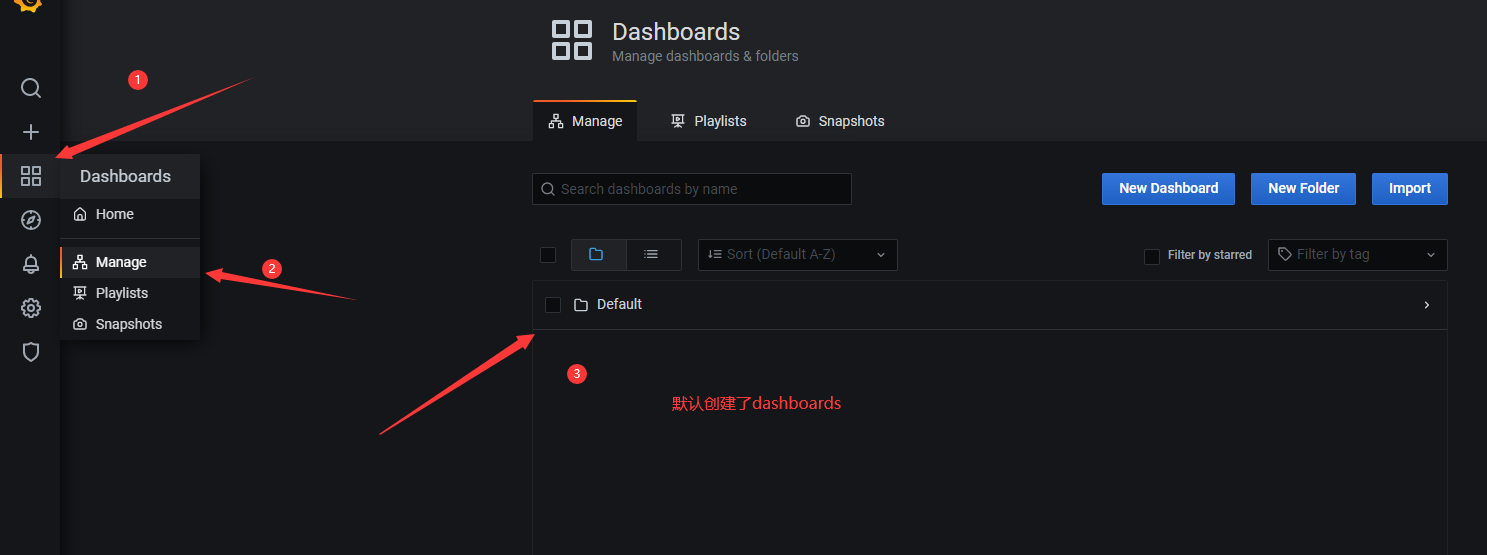 Dashboards
Manage dashboards & folders
1
Manage
Playlists
Snapshots
Dashboards
Home
Manage
Playlists
Snapshots
2
Search dashboards by name
New Dashboard
New Folder
Import
Sort (Default A-Z)
Filter by starred
Filter by tag
Default
3
默认创建了dashboards